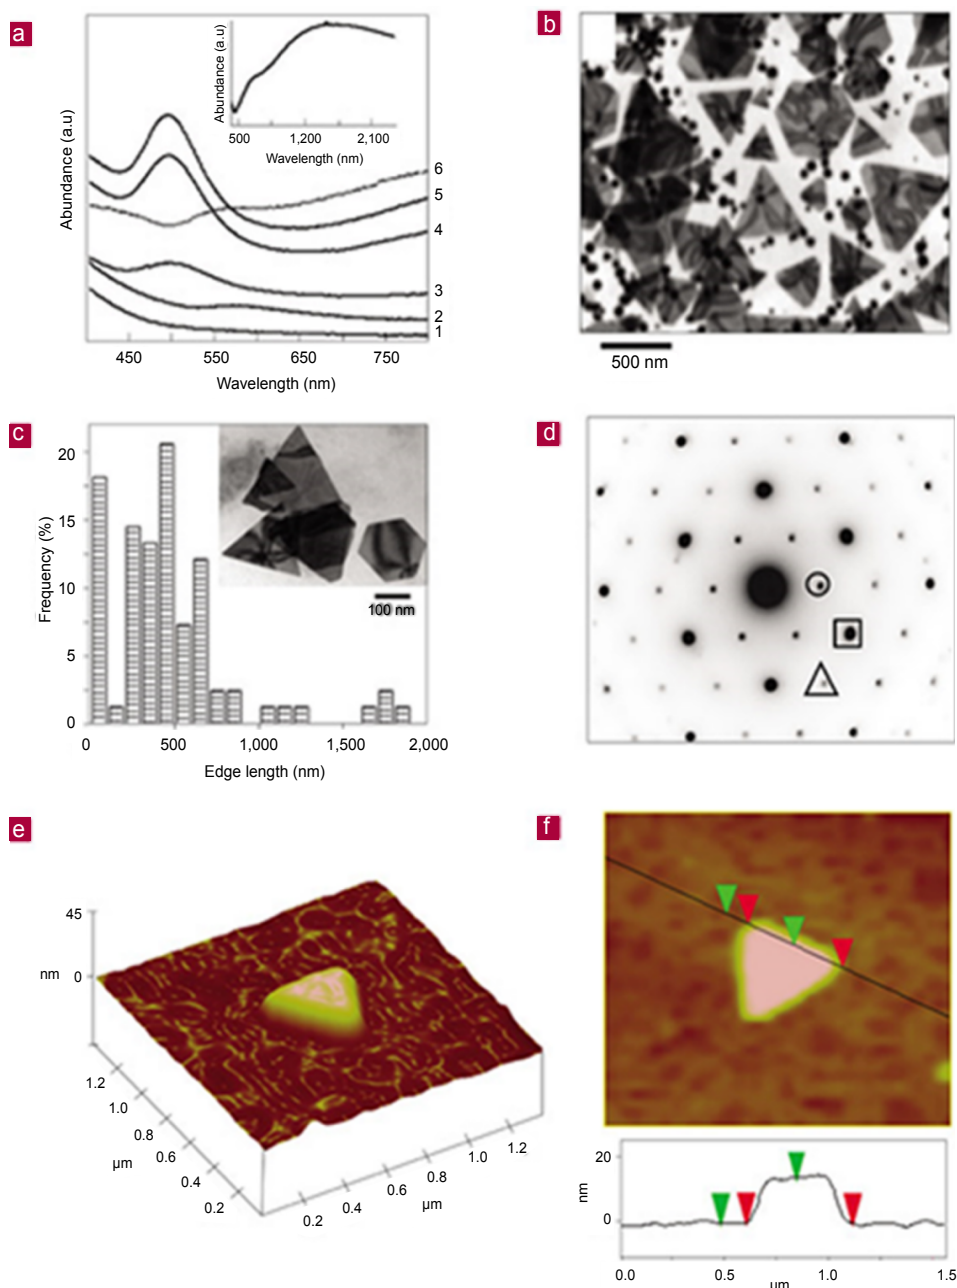 a
Abundance (a.u)
Abundance (a.u)
500 1,200 2,100
Wavelength (nm)
6
5
4
3
2
1
450 550 650 750
Wavelength (nm)
b
500 nm
c
Frequency (%)
20
15
10
5
0
100 nm
0 500 1,000 1,500 2,000
Edge length (nm)
d
e
45
nm 0
1.2
1.0
0.8
0.6
0.4
0.2
µm
0.2 0.4 0.6 0.8 1.0 1.2
µm
f
20
nm
0
0.0 0.5 1.0 1.5
µm